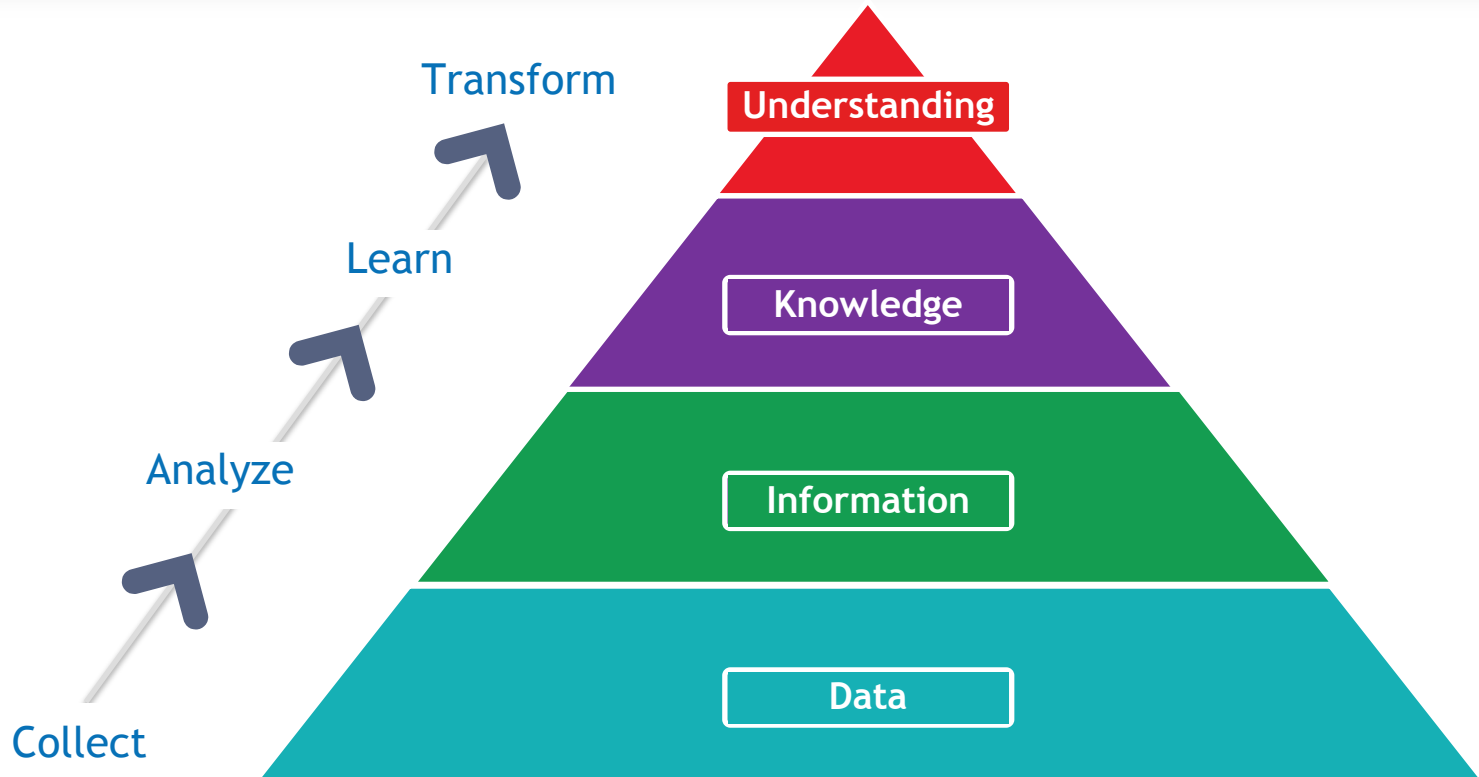 Transform
Understanding
Learn
Knowledge
Analyze
Information
Data
Collect